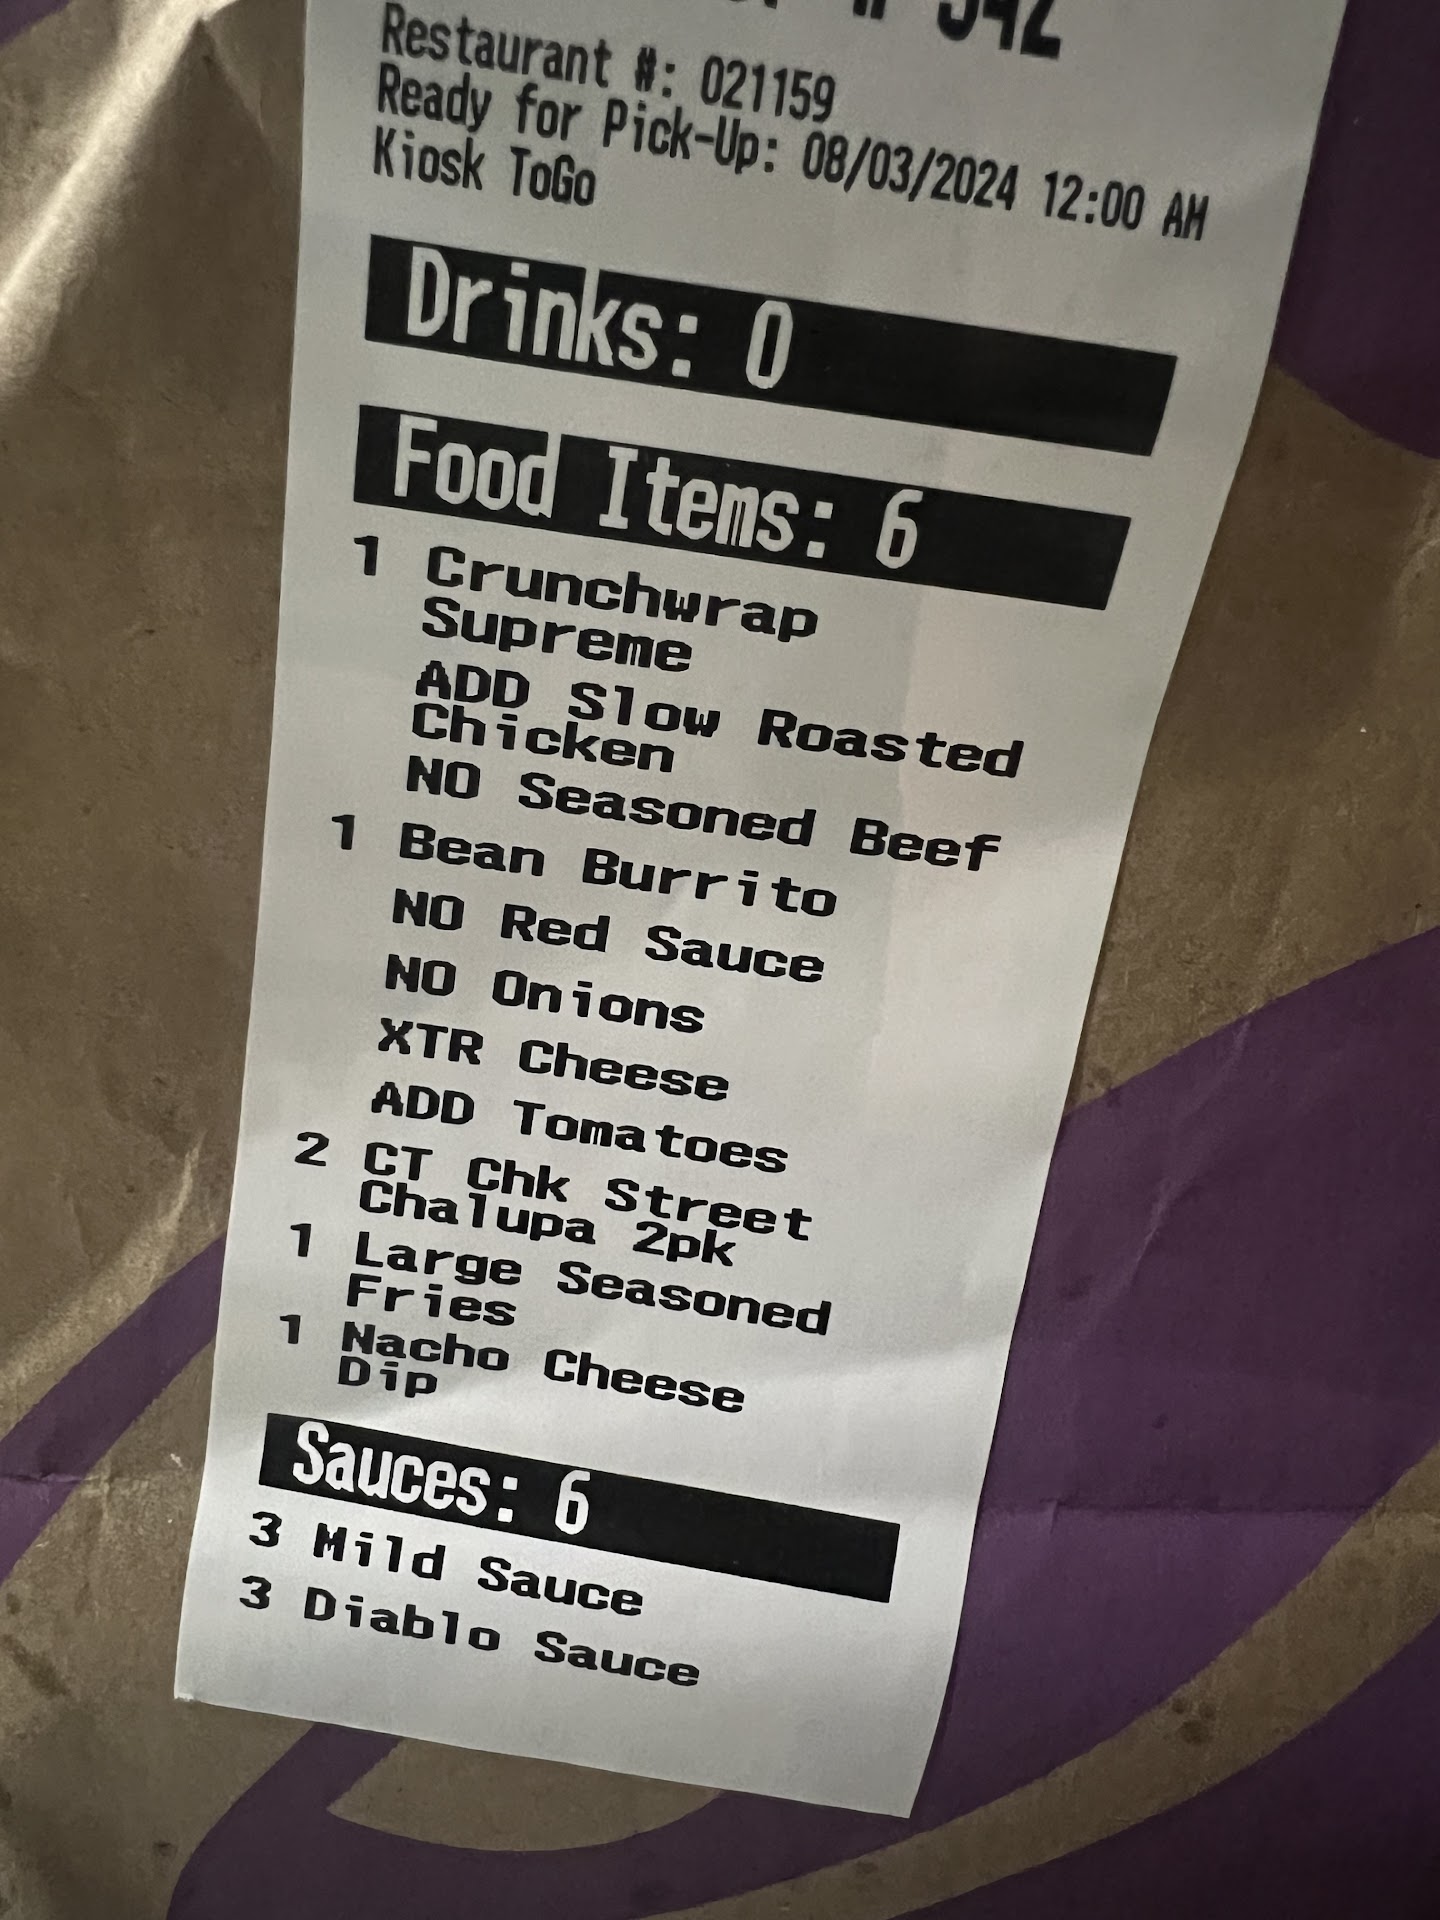 # 342
Restaurant #: 021159
Ready for Pick-Up: 08/03/2024 12:00 AM
Kiosk ToGo
Drinks: 0
Food Items: 6
1 Crunchwrap
Supreme
ADD Slow Roasted
Chicken
NO Seasoned Beef
1 Bean Burrito
NO Red Sauce
NO Onions
XTR Cheese
ADD Tomatoes
2 CT Chk Street
Chalupa 2pk
1 Large Seasoned
Fries
1 Nacho Cheese
Dip
Sauces: 6
3 Mild Sauce
3 Diablo Sauce